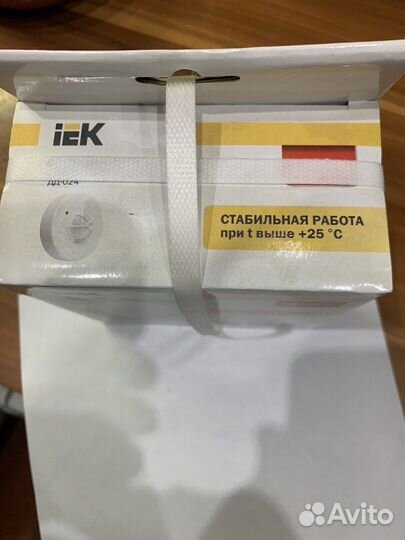 iEK
ДД-024
СТАБИЛЬНАЯ РАБОТА
при t выше +25 °C
Avito